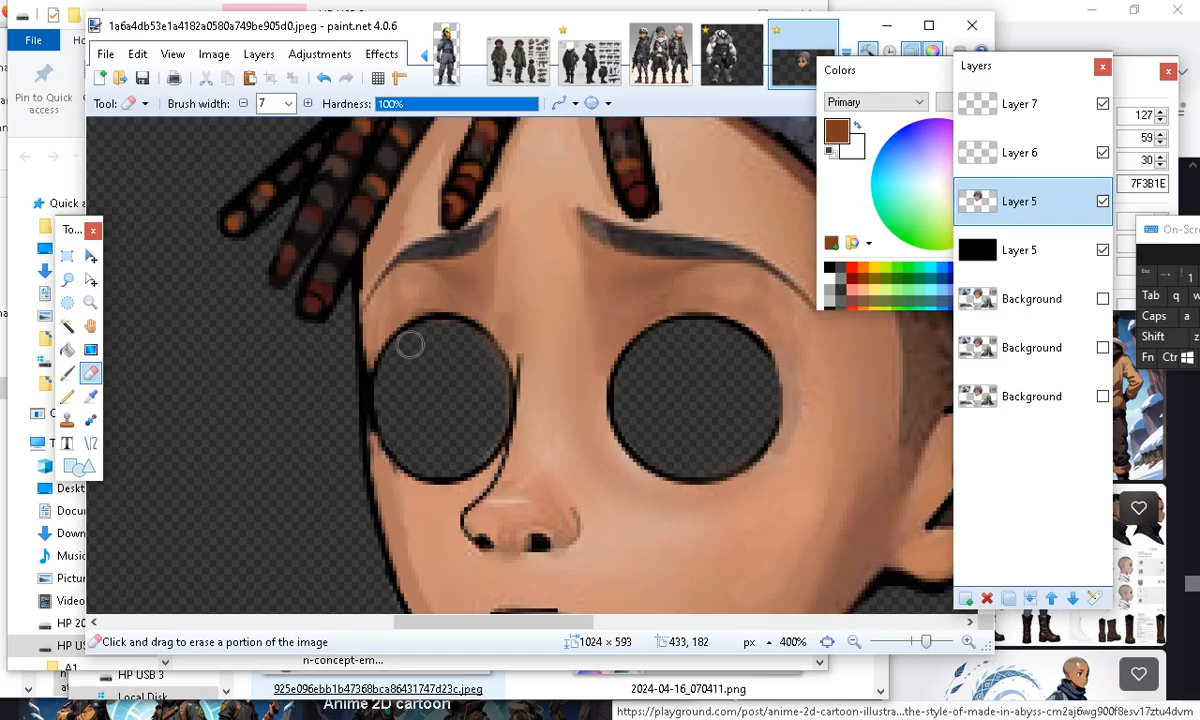 File
Pin to Quick
access
Quick a
Deskt
Docu
Down
Music
Pictur
Video
HP 20
HP US
A1
1a6a4db53e1a4182a0580a749be905d0.jpeg - paint.net 4.0.6
File Edit View Image Layers Adjustments Effects
Tool: Brush width: 7 Hardness: 100%
To...
Colors
Primary
Layers
Layer 7
Layer 6
Layer 5
Layer 5
Background
Background
Background
127
59
30
7F3B1E
On-Scre
Tab q w
Caps a
Shift z
Fn Ctr
Click and drag to erase a portion of the image
1024 × 593
433, 182
px
400%
n-concept-em...
HP USB 3
Local Disk
925e096ebb1b47368bca86431747d23c.jpeg
2024-04-16_070411.png
Anime 2D cartoon
https://playground.com/post/anime-2d-cartoon-illustra...the-style-of-made-in-abyss-cm2aj6wg900f8esv17ztu4dvm